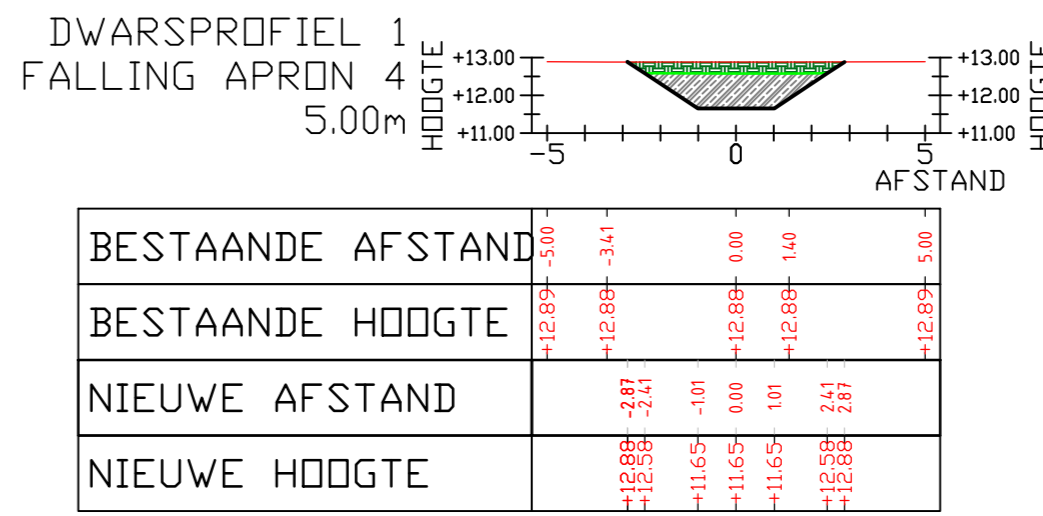 DWARSPROFIEL 1
FALLING APRON 4
5.00m
HOOGTE
+13.00
+12.00
+11.00
-5 0 5
AFSTAND
+13.00
+12.00
+11.00
HOOGTE
BESTAANDE AFSTAND -5.00 -3.41 0.00 1.40 5.00
BESTAANDE HOOGTE +12.89 +12.88 +12.88 +12.88 +12.89
NIEUWE AFSTAND -2.87 -2.41 -1.01 0.00 1.01 2.41 2.87
NIEUWE HOOGTE +12.88 +12.58 +11.65 +11.65 +11.65 +12.58 +12.88